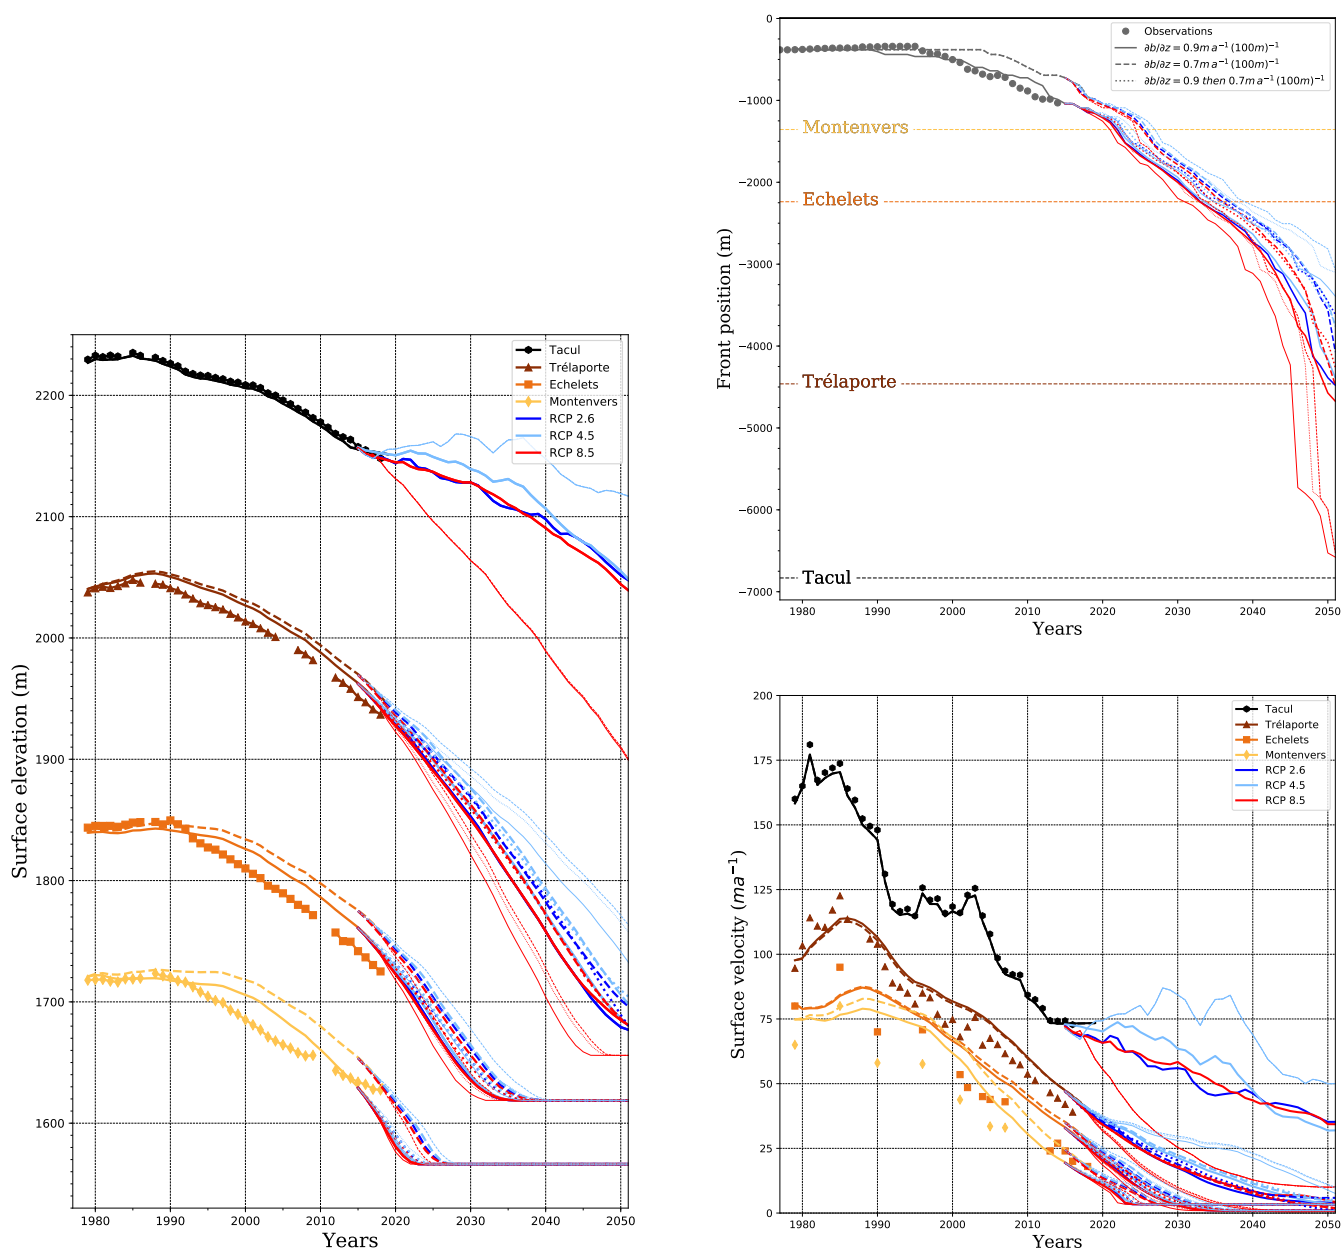 Surface elevation (m)
2200
2100
2000
1900
1800
1700
1600
Tacul
Trélaporte
Echelets
Montenvers
RCP 2.6
RCP 4.5
RCP 8.5
1980 1990 2000 2010 2020 2030 2040 2050
Years
Front position (m)
0
−1000
−2000
−3000
−4000
−5000
−6000
−7000
Observations
∂b/∂z = 0.9m a⁻¹ (100m)⁻¹
∂b/∂z = 0.7m a⁻¹ (100m)⁻¹
∂b/∂z = 0.9 then 0.7m a⁻¹ (100m)⁻¹
Montenvers
Echelets
Trélaporte
Tacul
1980 1990 2000 2010 2020 2030 2040 2050
Years
Surface velocity (ma⁻¹)
200
175
150
125
100
75
50
25
0
Tacul
Trélaporte
Echelets
Montenvers
RCP 2.6
RCP 4.5
RCP 8.5
1980 1990 2000 2010 2020 2030 2040 2050
Years